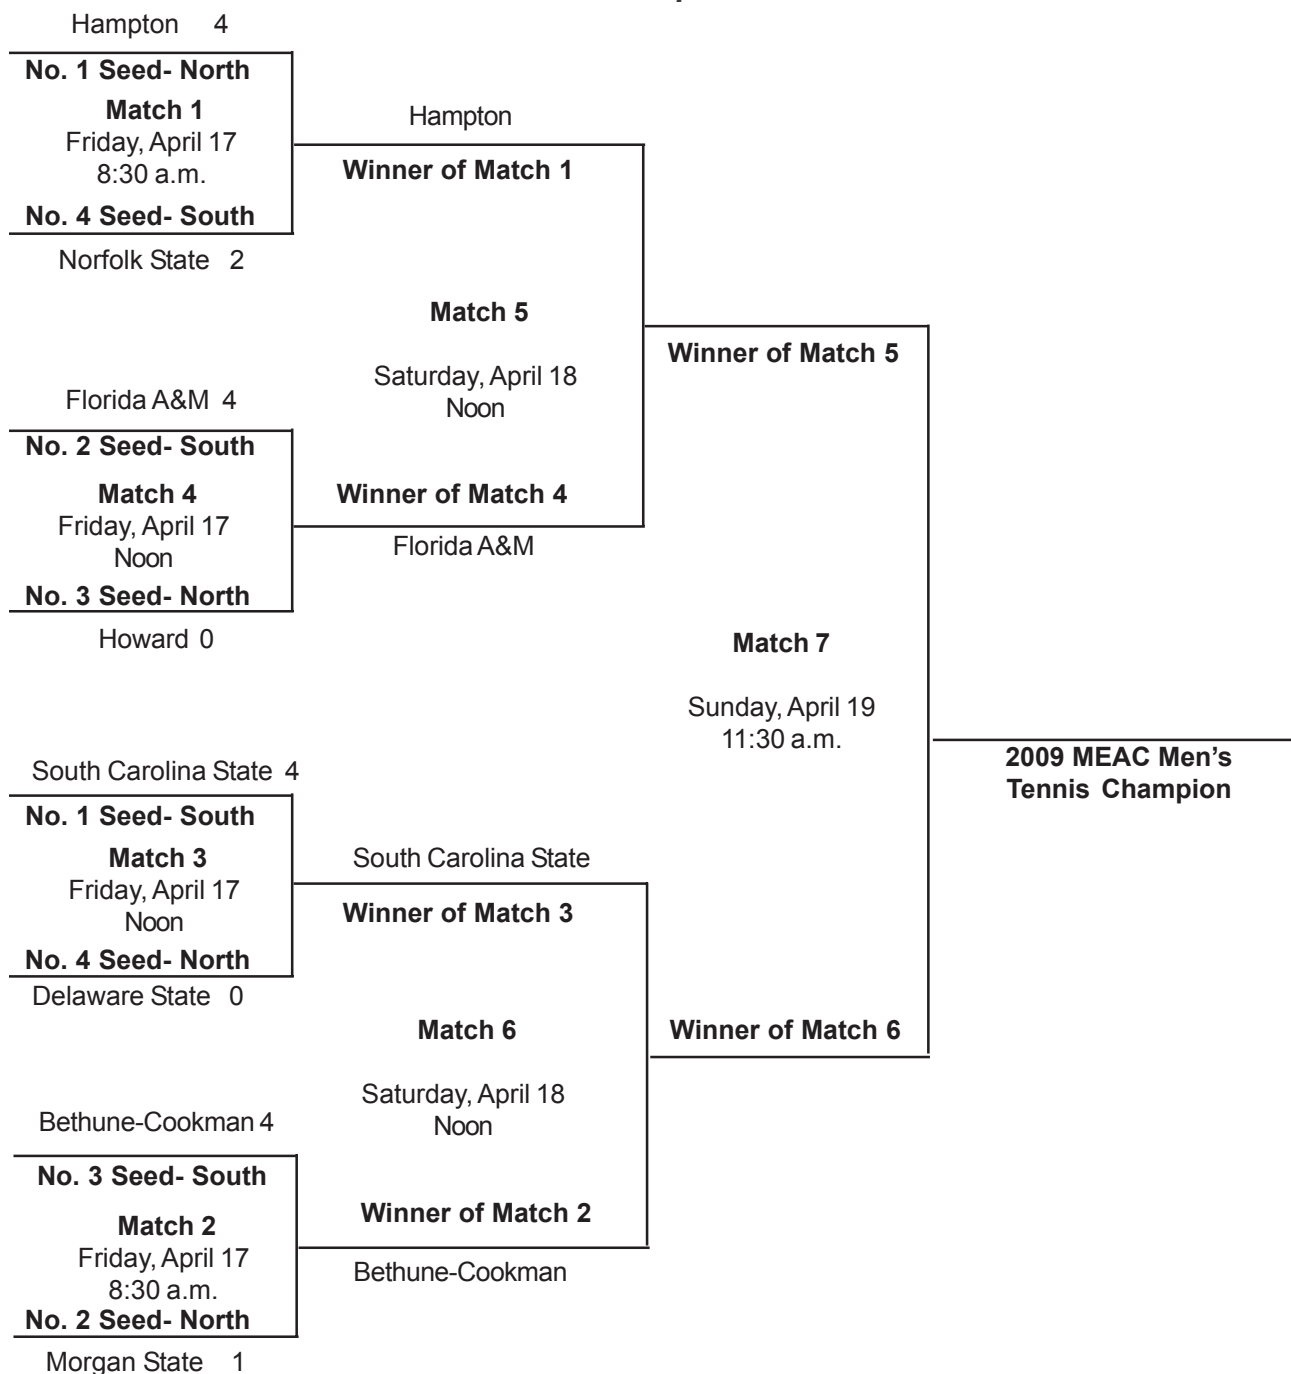 Hampton 4
No. 1 Seed- North
Match 1
Friday, April 17
8:30 a.m.
No. 4 Seed- South
Norfolk State 2
Hampton
Winner of Match 1
Match 5
Saturday, April 18
Noon
Florida A&M 4
No. 2 Seed- South
Match 4
Friday, April 17
Noon
No. 3 Seed- North
Howard 0
Winner of Match 4
Florida A&M
Winner of Match 5
Match 7
Sunday, April 19
11:30 a.m.
2009 MEAC Men's
Tennis Champion
South Carolina State 4
No. 1 Seed- South
Match 3
Friday, April 17
Noon
No. 4 Seed- North
Delaware State 0
South Carolina State
Winner of Match 3
Match 6
Saturday, April 18
Noon
Winner of Match 6
Bethune-Cookman 4
No. 3 Seed- South
Match 2
Friday, April 17
8:30 a.m.
No. 2 Seed- North
Morgan State 1
Winner of Match 2
Bethune-Cookman